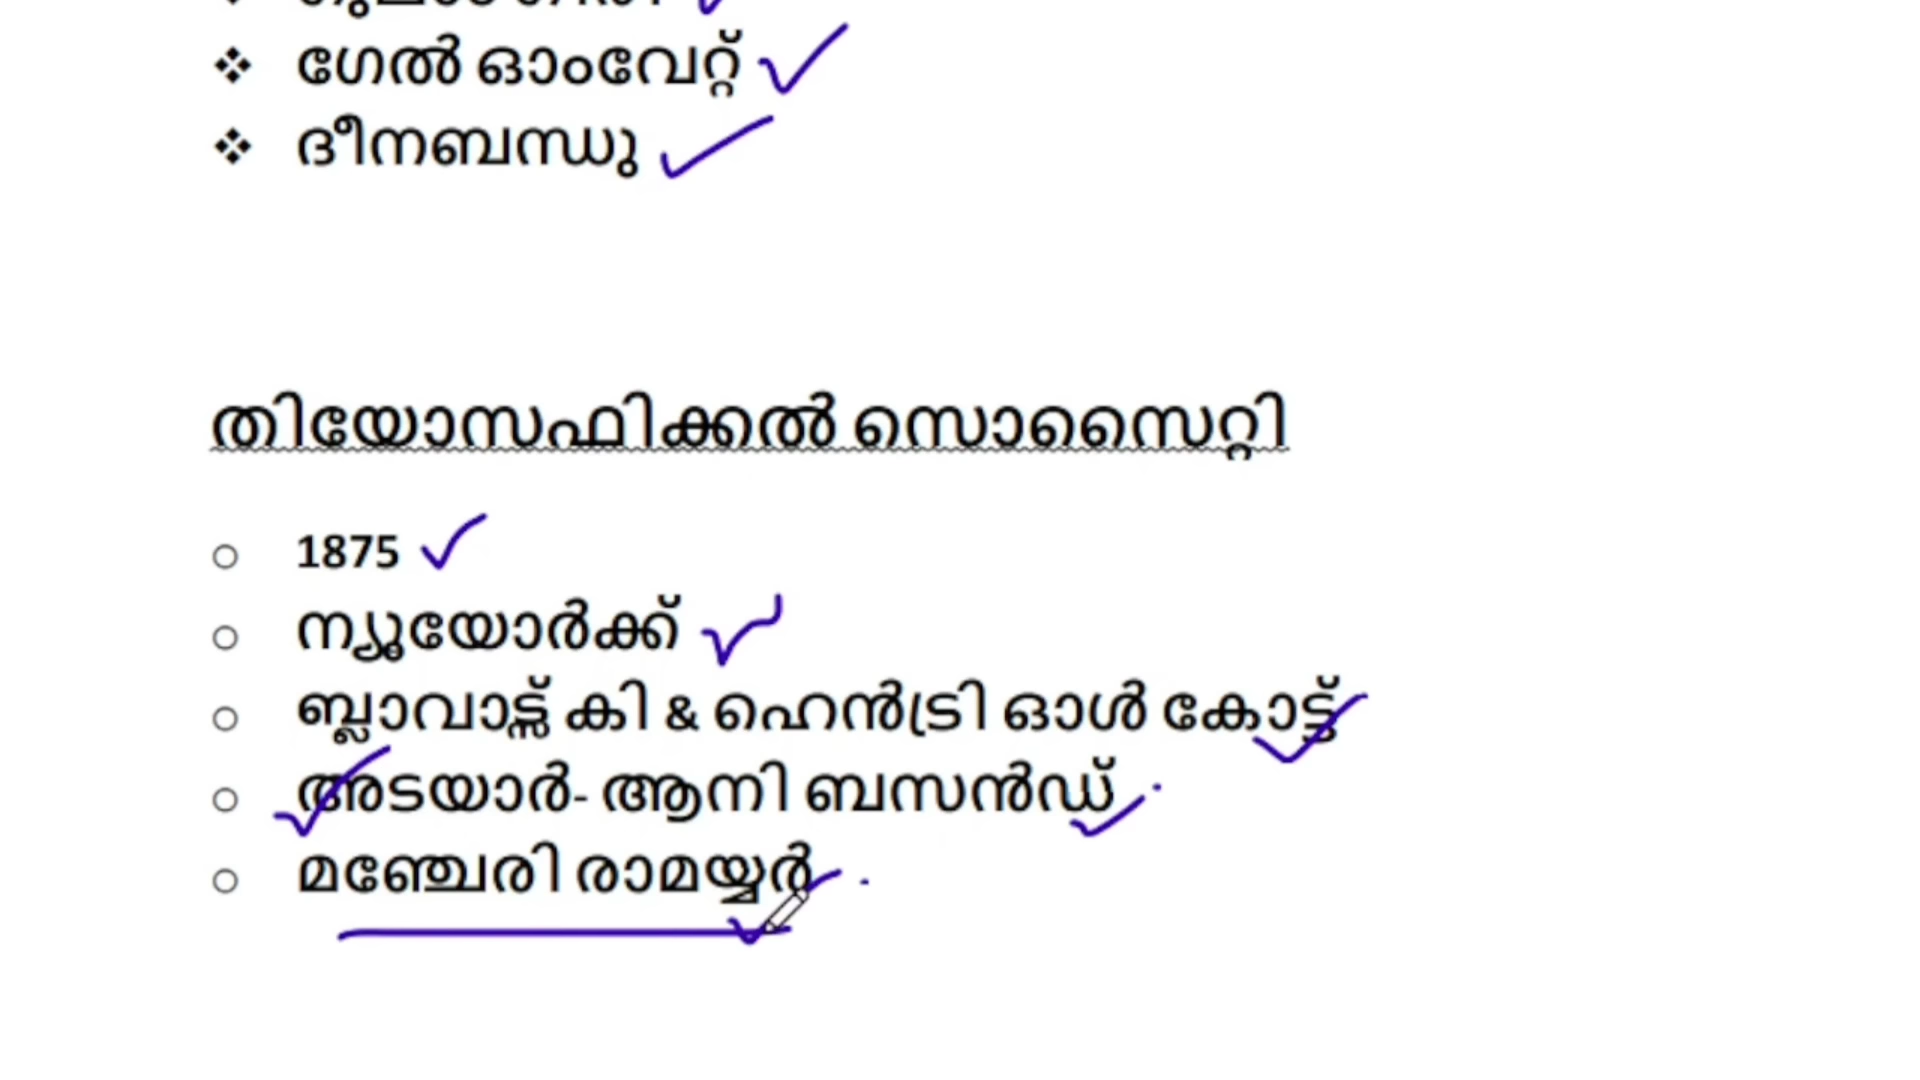 ഗേൽ ഓംവേറ്റ്
ദീനബന്ധു
തിയോസഫിക്കൽ സൊസൈറ്റി
1875
ന്യൂയോർക്ക്
ബ്ലാവാട്സ് കി & ഹെൻട്രി ഓൾ കോട്ട്
അടയാർ- ആനി ബസൻഡ്
മഞ്ചേരി രാമയ്യർ